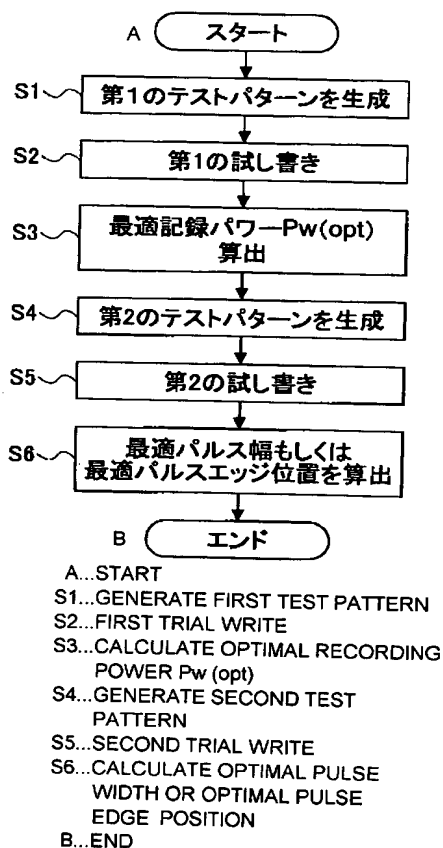 A スタート
S1 第1のテストパターンを生成
S2 第1の試し書き
S3 最適記録パワーPw(opt)
算出
S4 第2のテストパターンを生成
S5 第2の試し書き
S6 最適パルス幅もしくは
最適パルスエッジ位置を算出
B エンド
A...START
S1...GENERATE FIRST TEST PATTERN
S2...FIRST TRIAL WRITE
S3...CALCULATE OPTIMAL RECORDING
POWER Pw (opt)
S4...GENERATE SECOND TEST
PATTERN
S5...SECOND TRIAL WRITE
S6...CALCULATE OPTIMAL PULSE
WIDTH OR OPTIMAL PULSE
EDGE POSITION
B...END